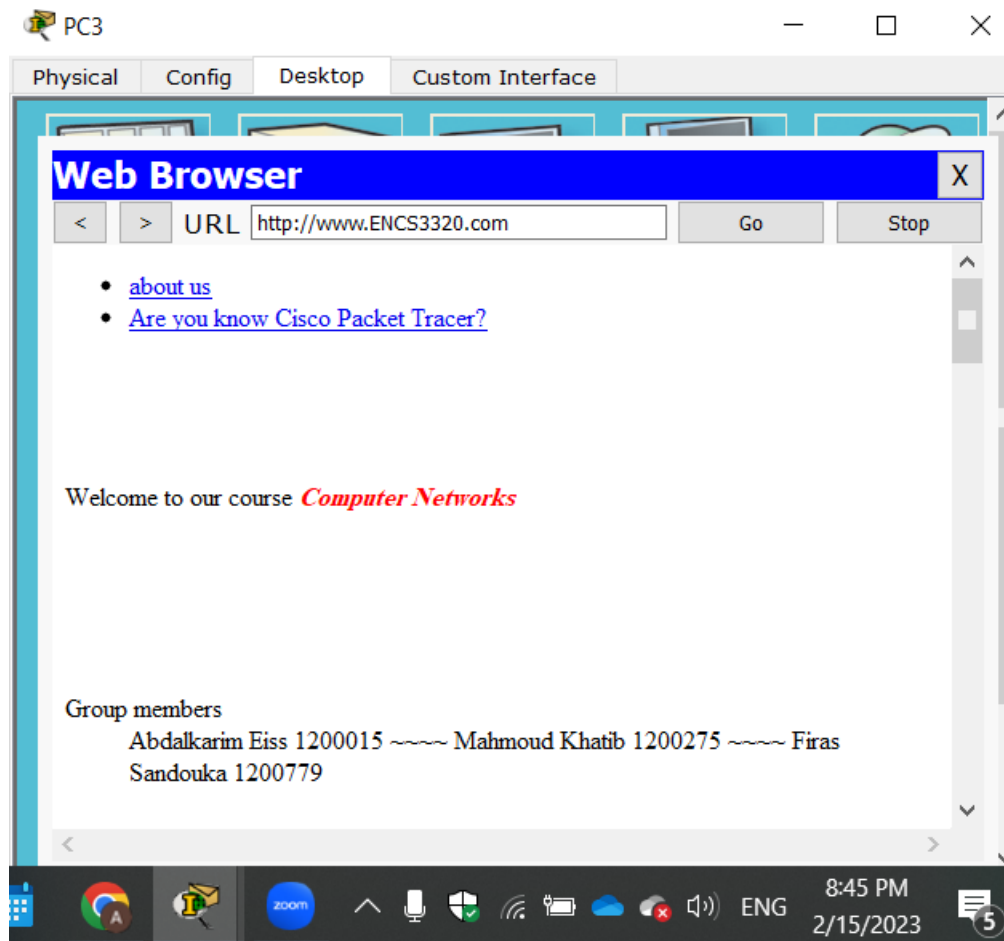 PC3
Physical Config Desktop Custom Interface
Web Browser X
< > URL http://www.ENCS3320.com Go Stop
about us
Are you know Cisco Packet Tracer?
Welcome to our course Computer Networks
Group members
Abdalkarim Eiss 1200015 ~~~~ Mahmoud Khatib 1200275 ~~~~ Firas
Sandouka 1200779
A zoom ENG 8:45 PM
2/15/2023 5